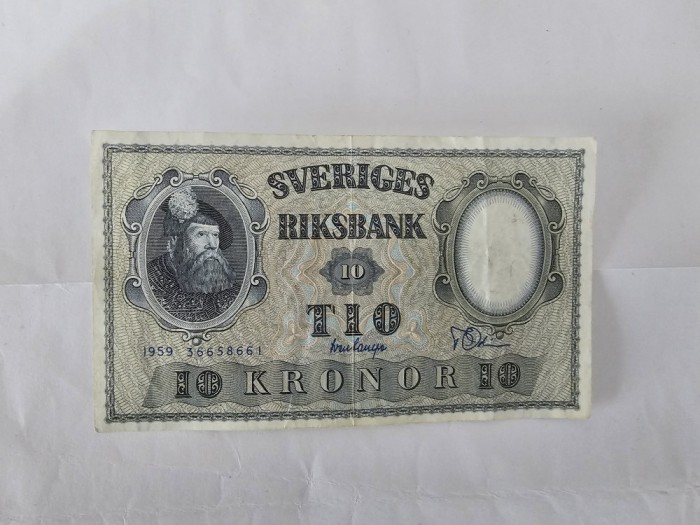 SVERIGES
RIKSBANK
10
TIO
1959 36658661
10 KRONOR 10